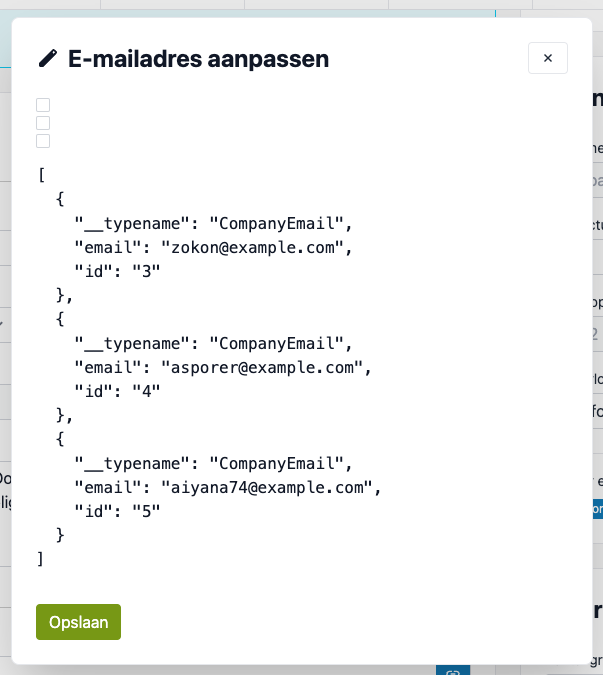 E-mailadres aanpassen
[
{
"__typename": "CompanyEmail",
"email": "zokon@example.com",
"id": "3"
},
{
"__typename": "CompanyEmail",
"email": "asporer@example.com",
"id": "4"
},
{
"__typename": "CompanyEmail",
"email": "aiyana74@example.com",
"id": "5"
}
]
Opslaan